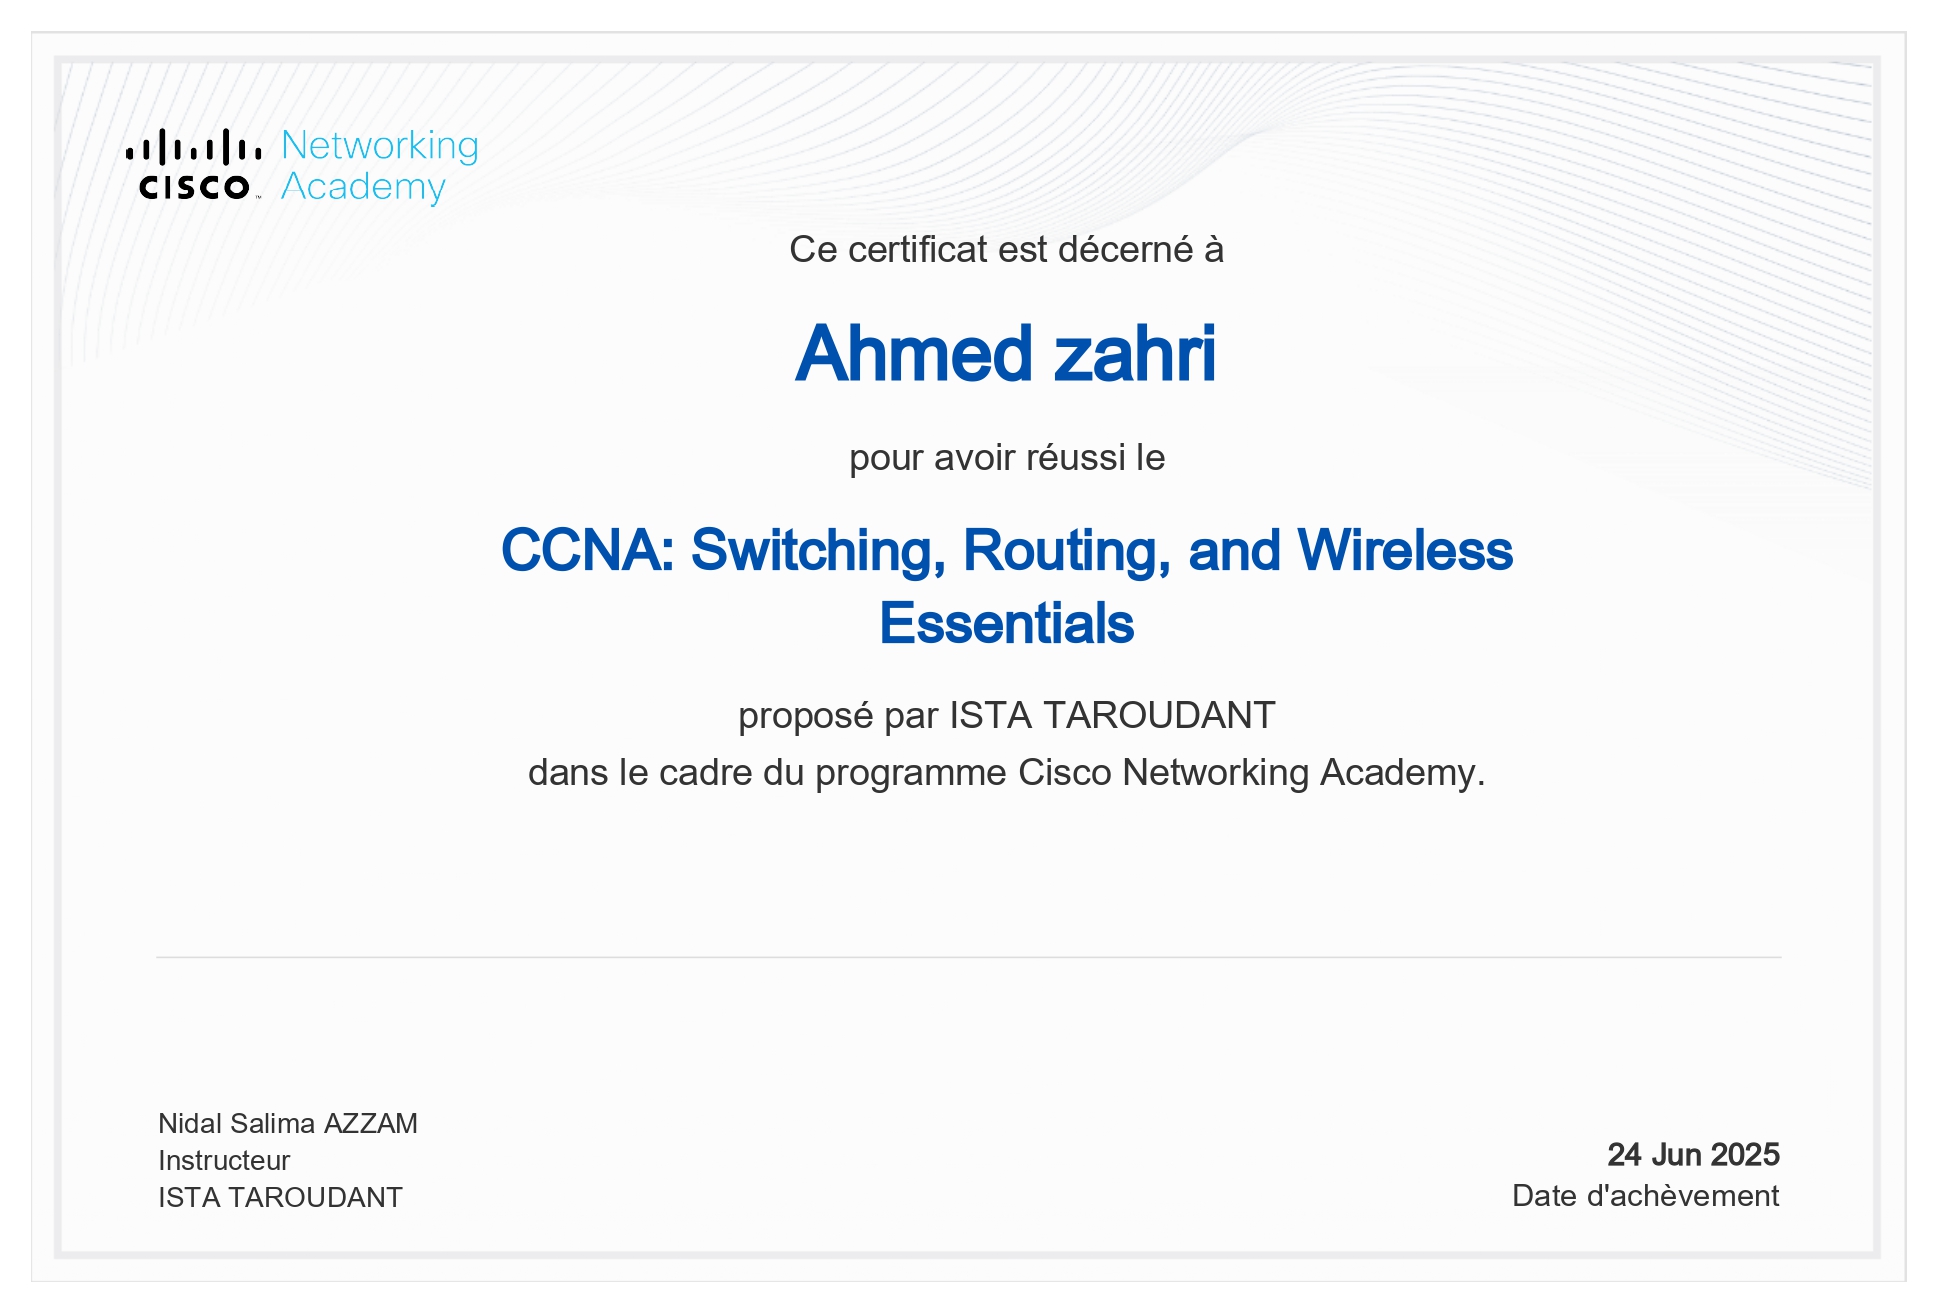 Networking
Academy
CISCO
Ce certificat est décerné à
Ahmed zahri
pour avoir réussi le
CCNA: Switching, Routing, and Wireless
Essentials
proposé par ISTA TAROUDANT
dans le cadre du programme Cisco Networking Academy.
Nidal Salima AZZAM
Instructeur
ISTA TAROUDANT
24 Jun 2025
Date d'achèvement